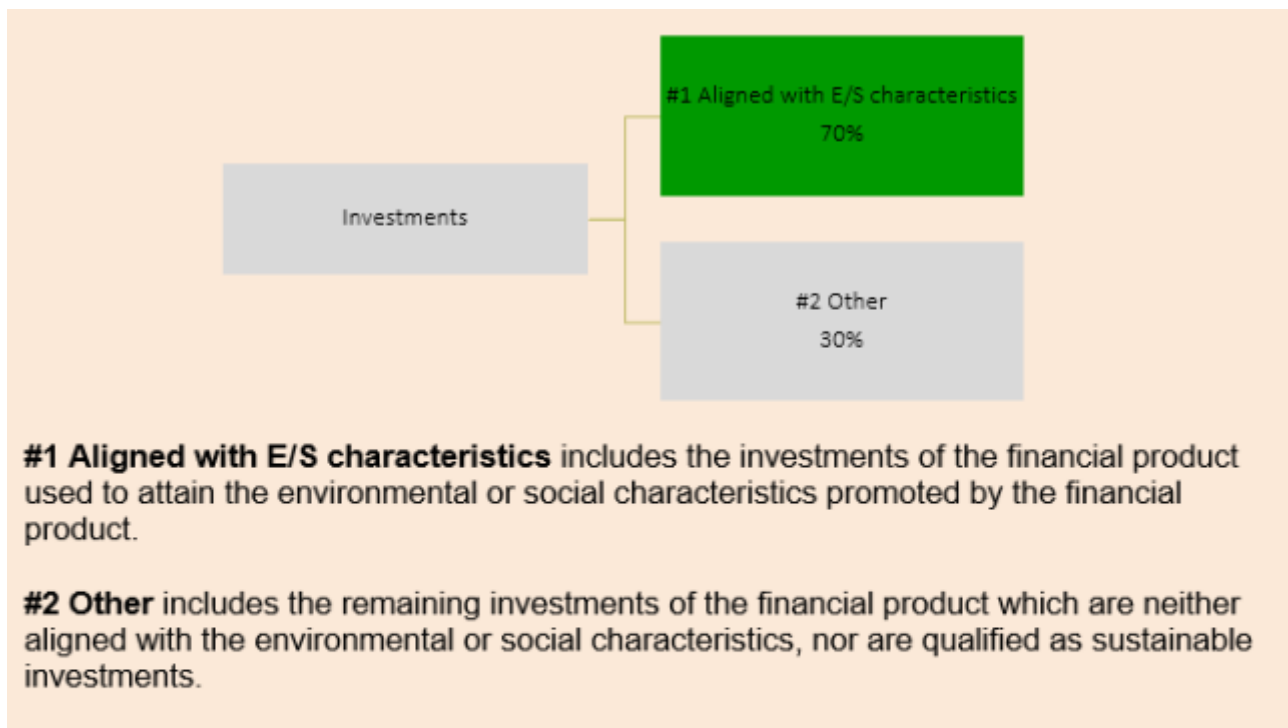 #1 Aligned with E/S characteristics
70%
Investments
#2 Other
30%
#1 Aligned with E/S characteristics includes the investments of the financial product
used to attain the environmental or social characteristics promoted by the financial
product.
#2 Other includes the remaining investments of the financial product which are neither
aligned with the environmental or social characteristics, nor are qualified as sustainable
investments.